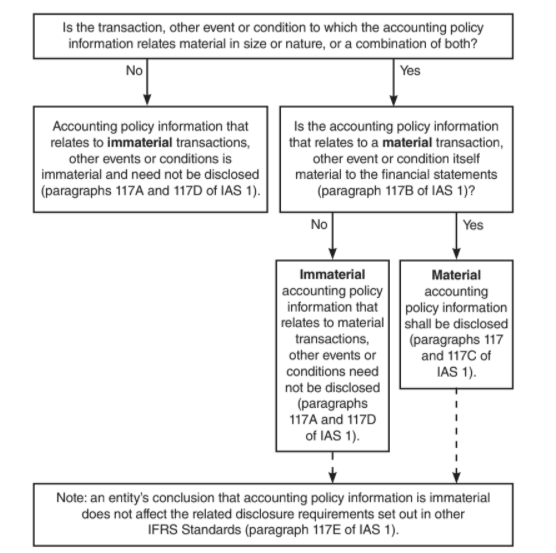 Is the transaction, other event or condition to which the accounting policy
information relates material in size or nature, or a combination of both?
No
Yes
Accounting policy information that
relates to immaterial transactions,
other events or conditions is
immaterial and need not be disclosed
(paragraphs 117A and 117D of IAS 1).
Is the accounting policy information
that relates to a material transaction,
other event or condition itself
material to the financial statements
(paragraph 117B of IAS 1)?
No
Yes
Immaterial
accounting policy
information that
relates to material
transactions,
other events or
conditions need
not be disclosed
(paragraphs
117A and 117D
of IAS 1).
Material
accounting
policy information
shall be disclosed
(paragraphs 117
and 117C of
IAS 1).
Note: an entity's conclusion that accounting policy information is immaterial
does not affect the related disclosure requirements set out in other
IFRS Standards (paragraph 117E of IAS 1).